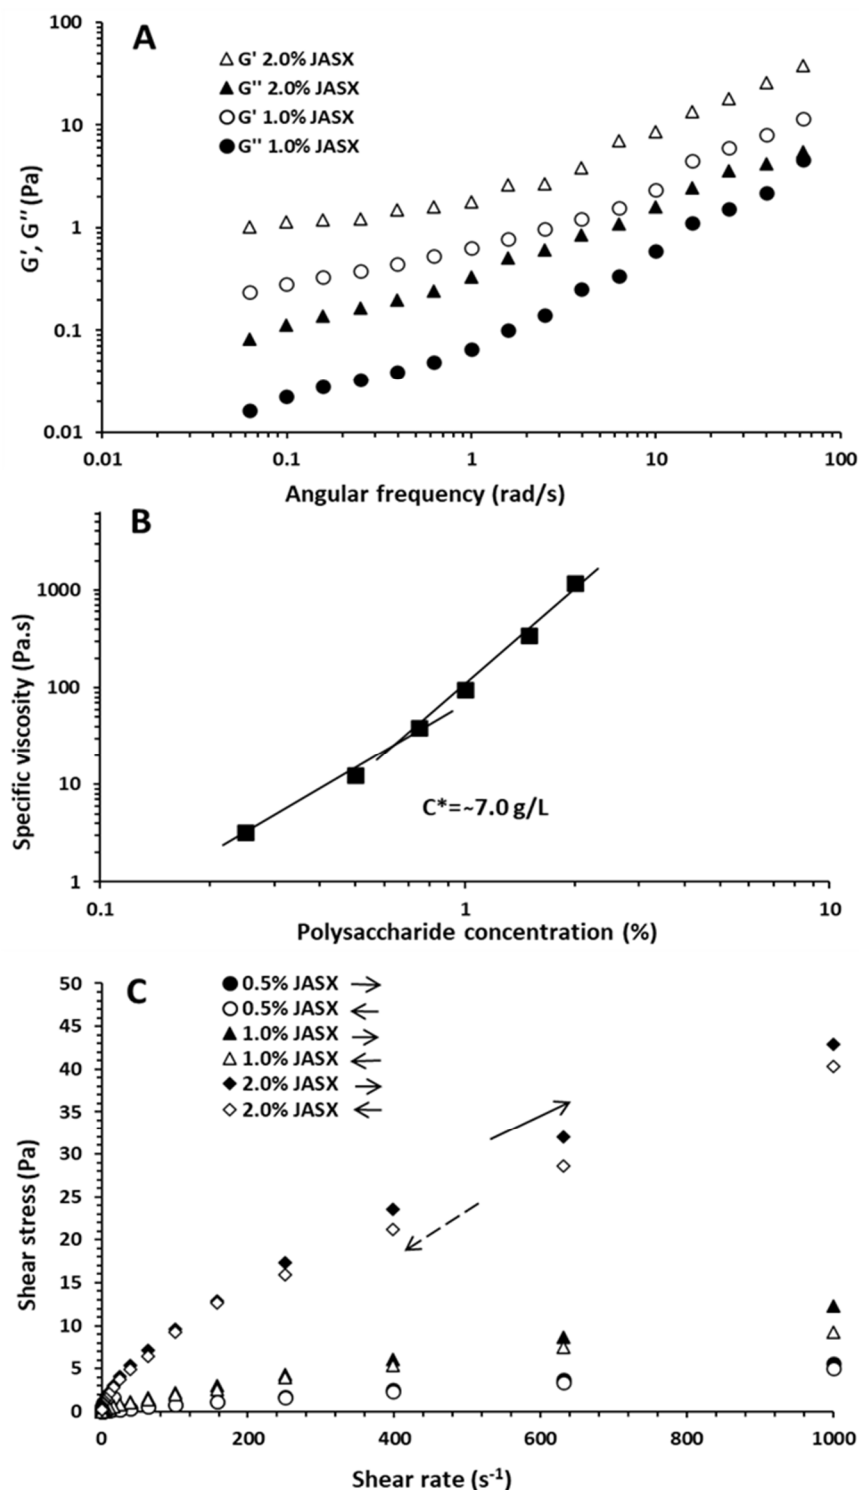 A
100
10
1
0.1
0.01
G′, G″ (Pa)
G' 2.0% JASX
G'' 2.0% JASX
G' 1.0% JASX
G'' 1.0% JASX
0.01 0.1 1 10 100
Angular frequency (rad/s)
B
1000
100
10
1
Specific viscosity (Pa.s)
C*=~7.0 g/L
0.1 1 10
Polysaccharide concentration (%)
C
50
45
40
35
30
25
20
15
10
5
0
Shear stress (Pa)
0.5% JASX →
0.5% JASX ←
1.0% JASX →
1.0% JASX ←
2.0% JASX →
2.0% JASX ←
0 200 400 600 800 1000
Shear rate (s⁻¹)